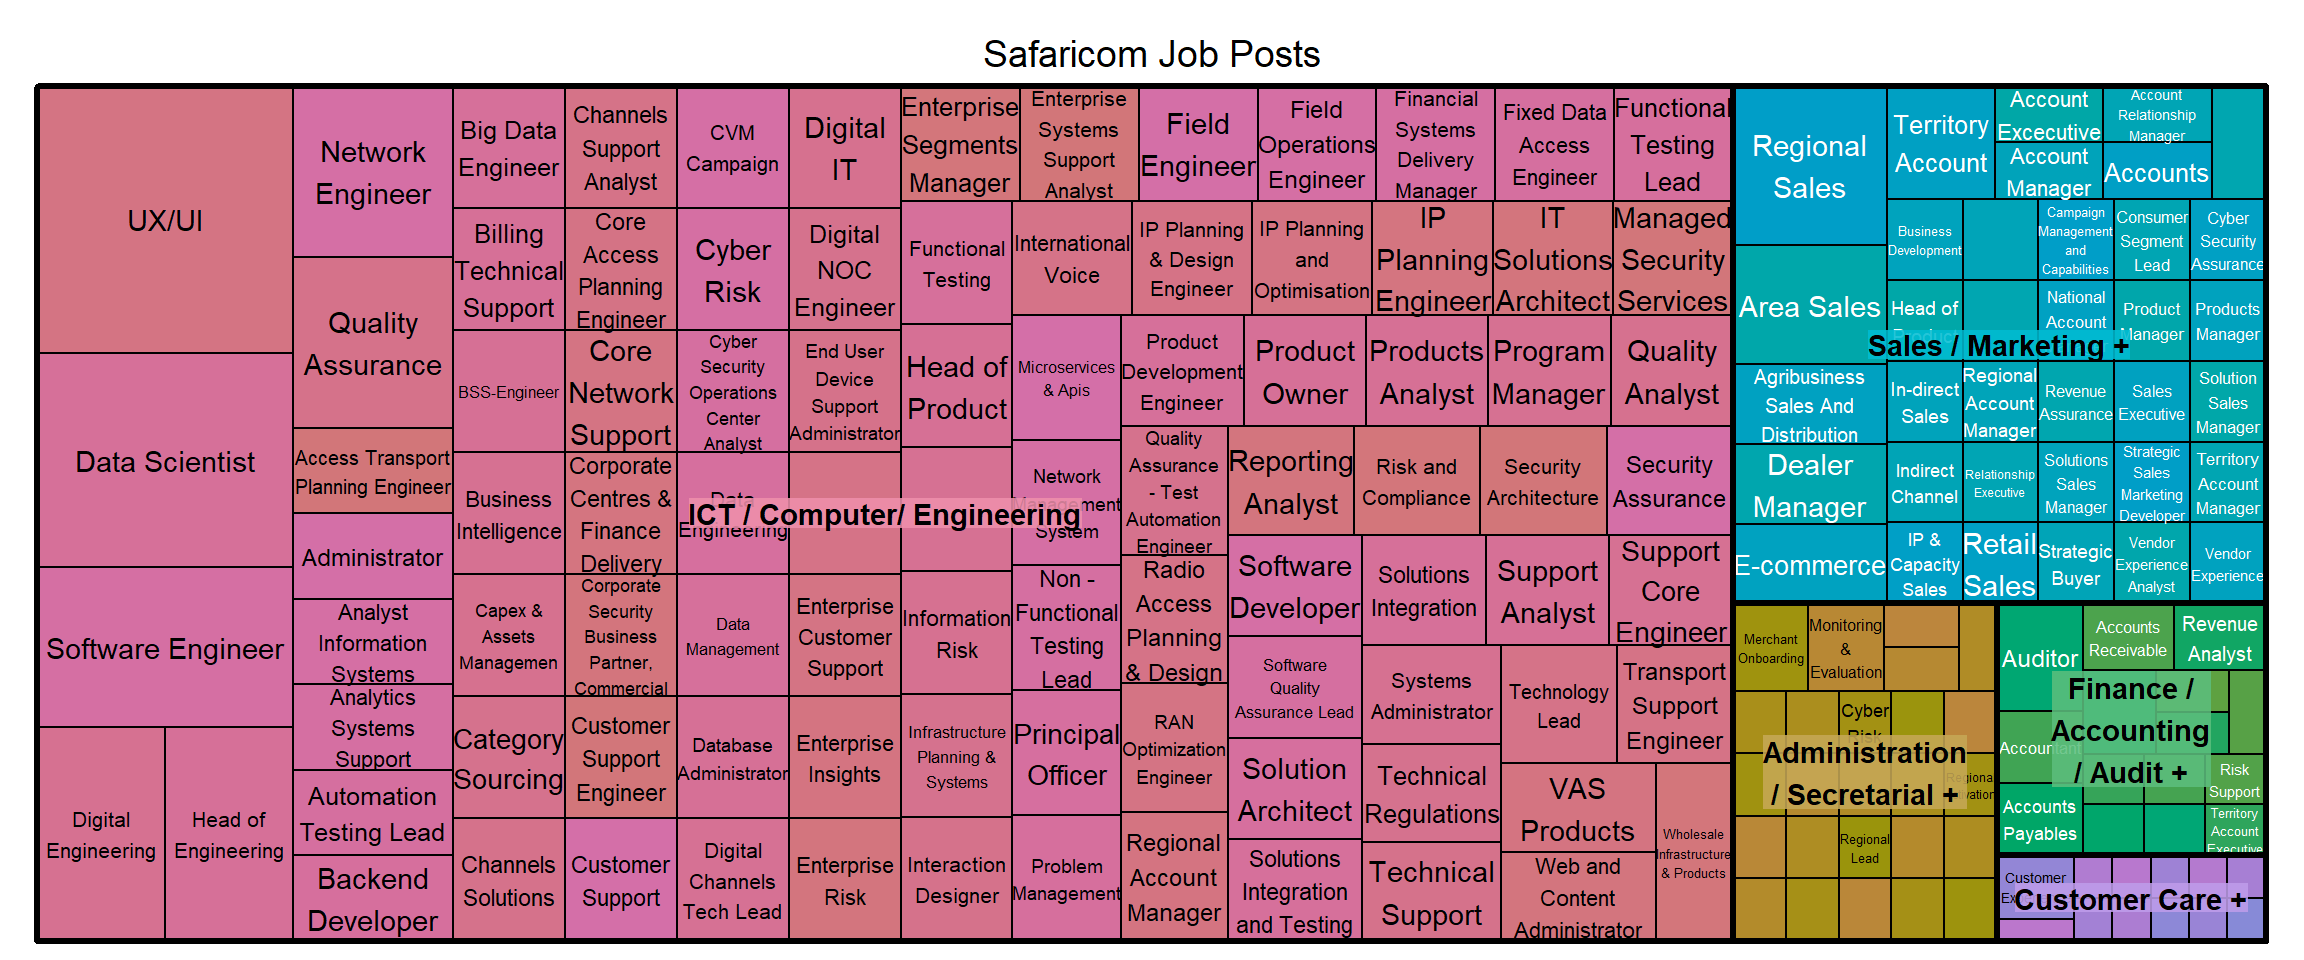 Safaricom Job Posts
UX/UI
Data Scientist
Software Engineer
Digital
Engineering
Head of
Engineering
Network
Engineer
Quality
Assurance
Access Transport
Planning Engineer
Administrator
Analyst
Information
Systems
Analytics
Systems
Support
Automation
Testing Lead
Backend
Developer
Big Data
Engineer
Billing
Technical
Support
BSS-Engineer
Business
Intelligence
Capex &
Assets
Managemen
Category
Sourcing
Channels
Solutions
Channels
Support
Analyst
Core
Access
Planning
Engineer
Core
Network
Support
Corporate
Centres &
Finance
Delivery
Corporate
Security
Business
Partner,
Commercial
Customer
Support
Engineer
Customer
Support
CVM
Campaign
Cyber
Risk
Cyber
Security
Operations
Center
Analyst
Data
Engineering
Data
Management
Database
Administrator
Digital
Channels
Tech Lead
Digital
IT
Digital
NOC
Engineer
End User
Device
Support
Administrator
ICT / Computer/ Engineering
Enterprise
Customer
Support
Enterprise
Insights
Enterprise
Risk
Enterprise
Segments
Manager
Enterprise
Systems
Support
Analyst
Field
Engineer
Field
Operations
Engineer
Financial
Systems
Delivery
Manager
Fixed Data
Access
Engineer
Functional
Testing
Lead
Functional
Testing
Head of
Product
Information
Risk
Infrastructure
Planning &
Systems
Interaction
Designer
International
Voice
IP Planning
& Design
Engineer
IP Planning
and
Optimisation
IP
Planning
Engineer
IT
Solutions
Architect
Managed
Security
Services
Microservices
& Apis
Network
Management
System
Non -
Functional
Testing
Lead
Principal
Officer
Problem
Management
Product
Development
Engineer
Product
Owner
Products
Analyst
Program
Manager
Quality
Analyst
Quality
Assurance
- Test
Automation
Engineer
Radio
Access
Planning
& Design
RAN
Optimization
Engineer
Regional
Account
Manager
Reporting
Analyst
Risk and
Compliance
Security
Architecture
Security
Assurance
Software
Developer
Software
Quality
Assurance Lead
Solution
Architect
Solutions
Integration
and Testing
Solutions
Integration
Support
Analyst
Support
Core
Engineer
Systems
Administrator
Technical
Regulations
Technical
Support
Technology
Lead
Transport
Support
Engineer
VAS
Products
Web and
Content
Administrator
Wholesale
Infrastructure
& Products
Regional
Sales
Area Sales
Agribusiness
Sales And
Distribution
Dealer
Manager
E-commerce
Territory
Account
Account
Excecutive
Account
Manager
Account
Relationship
Manager
Accounts
Business
Development
Campaign
Management
and
Capabilities
Consumer
Segment
Lead
Cyber
Security
Assurance
Head of
Product
National
Account
Product
Manager
Products
Manager
Sales / Marketing +
In-direct
Sales
Regional
Account
Manager
Revenue
Assurance
Sales
Executive
Solution
Sales
Manager
Indirect
Channel
Relationship
Executive
Solutions
Sales
Manager
Strategic
Sales
Marketing
Developer
Territory
Account
Manager
IP &
Capacity
Sales
Retail
Sales
Strategic
Buyer
Vendor
Experience
Analyst
Vendor
Experience
Merchant
Onboarding
Monitoring
&
Evaluation
Cyber
Risk
Administration
/ Secretarial +
Regional
Regional
Lead
Auditor
Accounts
Receivable
Revenue
Analyst
Accountant
Finance /
Accounting
/ Audit +
Accounts
Payables
Risk
Support
Territory
Account
Executive
Customer
Customer Care +